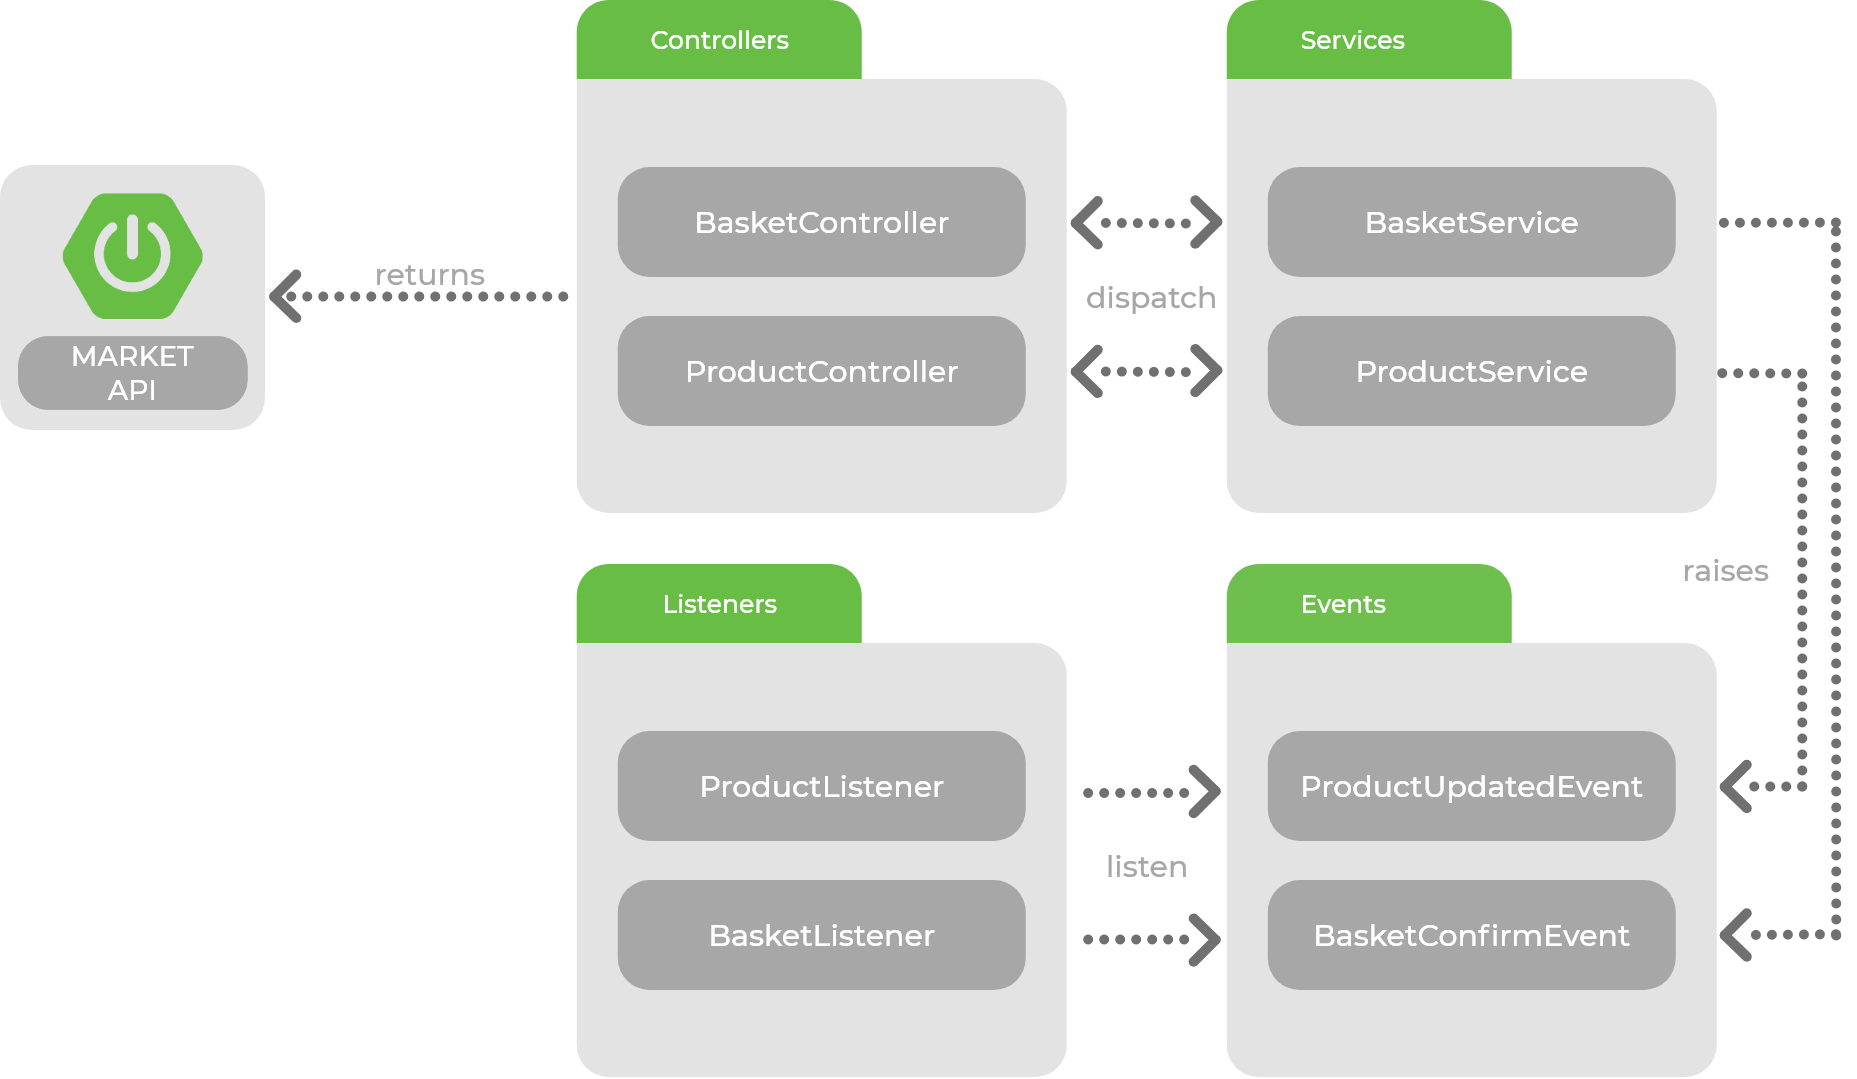 Controllers
Services
BasketController
BasketService
returns
dispatch
MARKET
API
ProductController
ProductService
raises
Listeners
Events
ProductListener
ProductUpdatedEvent
listen
BasketListener
BasketConfirmEvent